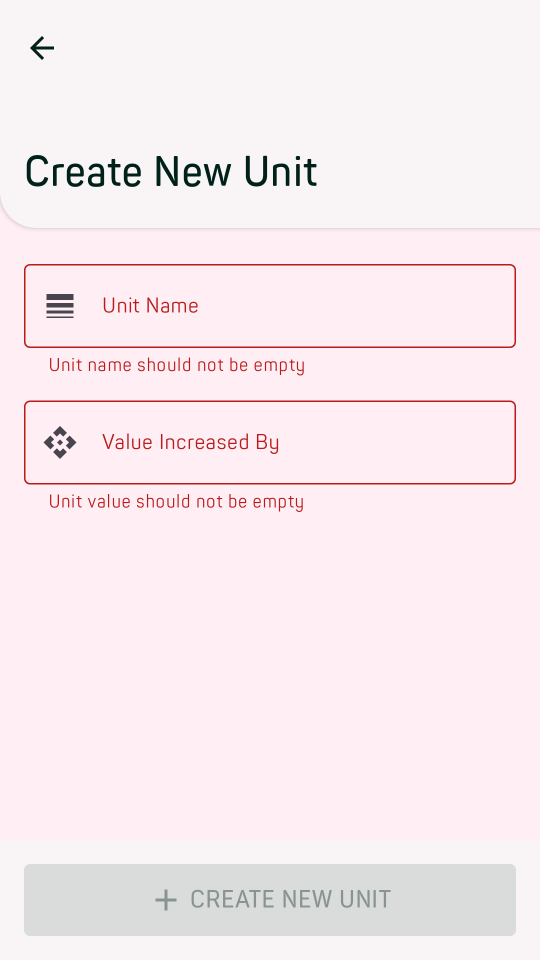 Create New Unit
Unit Name
Unit name should not be empty
Value Increased By
Unit value should not be empty
CREATE NEW UNIT